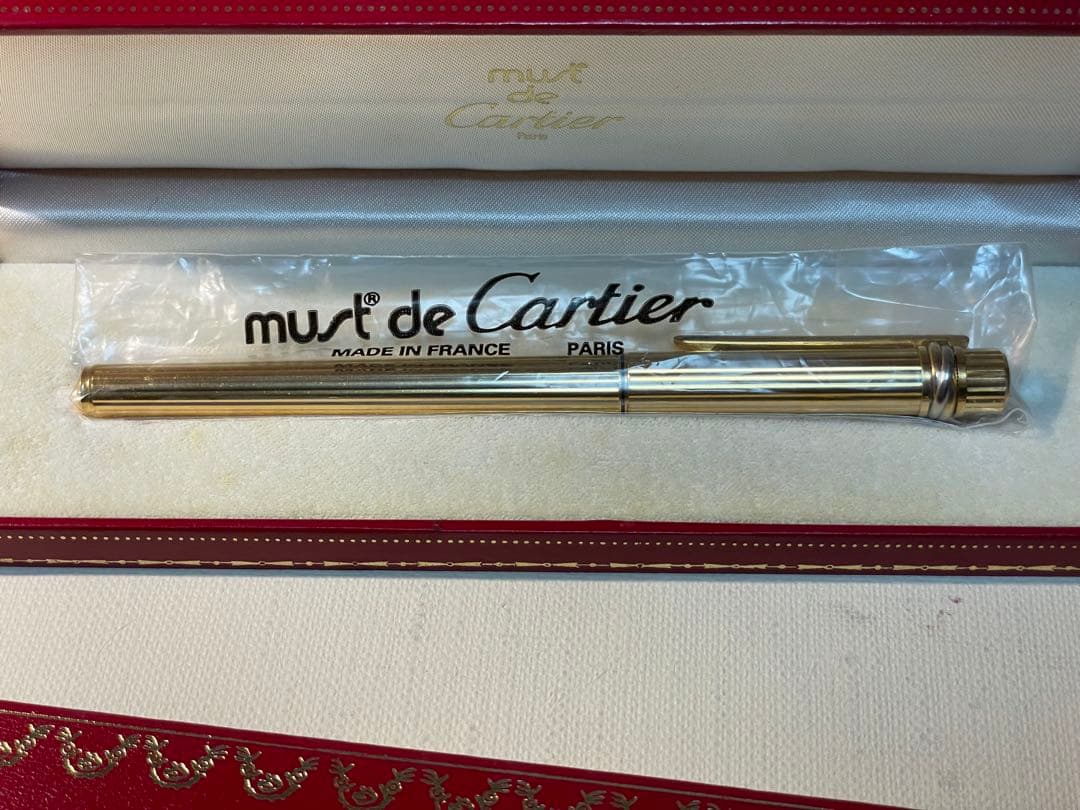 must
de
Cartier
Paris
must® de Cartier
MADE IN FRANCE PARIS